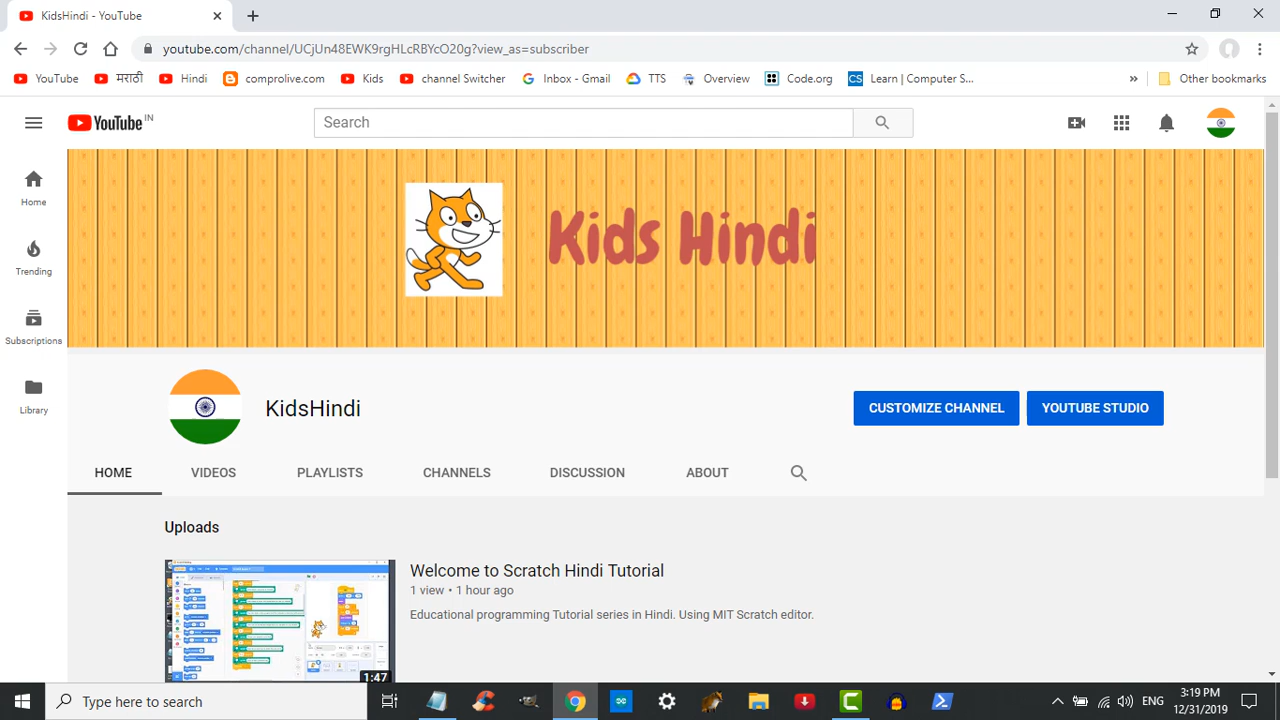 KidsHindi - YouTube
youtube.com/channel/UCjUn48EWK9rgHLcRBYcO20g?view_as=subscriber
YouTube मराठी Hindi comprolive.com Kids channel Switcher Inbox - Gmail TTS Overview Code.org CS Learn | Computer S... » Other bookmarks
YouTube IN
Search
Home
Trending
Subscriptions
Library
Kids Hindi
KidsHindi
CUSTOMIZE CHANNEL
YOUTUBE STUDIO
HOME VIDEOS PLAYLISTS CHANNELS DISCUSSION ABOUT
Uploads
Welcome to Scratch Hindi Tutorial
1 view • 1 hour ago
Educational programming Tutorial series in Hindi. Using MIT Scratch editor.
1:47
Type here to search
ENG
3:19 PM
12/31/2019